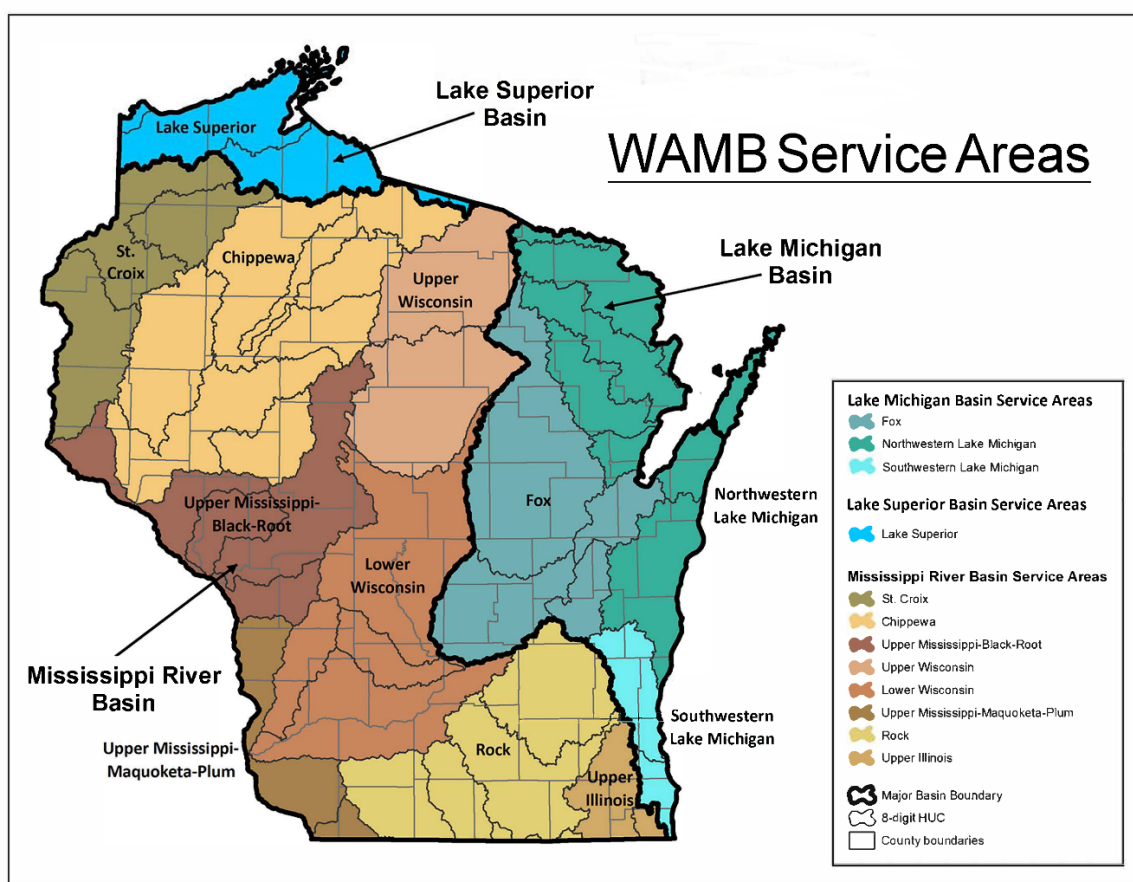 WAMB Service Areas
Lake Superior
Basin
Lake Superior
St.
Croix
Chippewa
Upper
Wisconsin
Lake Michigan
Basin
Upper Mississippi-
Black-Root
Fox
Northwestern
Lake Michigan
Lower
Wisconsin
Mississippi River
Basin
Upper Mississippi-
Maquoketa-Plum
Rock
Southwestern
Lake Michigan
Upper
Illinois
Lake Michigan Basin Service Areas
Fox
Northwestern Lake Michigan
Southwestern Lake Michigan
Lake Superior Basin Service Areas
Lake Superior
Mississippi River Basin Service Areas
St. Croix
Chippewa
Upper Mississippi-Black-Root
Upper Wisconsin
Lower Wisconsin
Upper Mississippi-Maquoketa-Plum
Rock
Upper Illinois
Major Basin Boundary
8-digit HUC
County boundaries